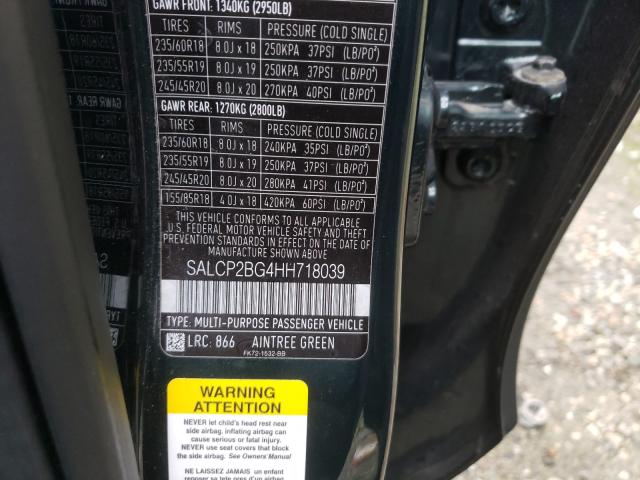 GAWR FRONT: 1340KG (2950LB)
TIRES RIMS PRESSURE (COLD SINGLE)
235/60R18 8.0J x 18 250KPA 37PSI (LB/PO²)
235/55R19 8.0J x 19 250KPA 37PSI (LB/PO²)
245/45R20 8.0J x 20 270KPA 40PSI (LB/PO²)
GAWR REAR: 1270KG (2800LB)
TIRES RIMS PRESSURE (COLD SINGLE)
235/60R18 8.0J x 18 240KPA 35PSI (LB/PO²)
235/55R19 8.0J x 19 250KPA 37PSI (LB/PO²)
245/45R20 8.0J x 20 280KPA 41PSI (LB/PO²)
155/85R18 4.0J x 18 420KPA 60PSI (LB/PO²)
THIS VEHICLE CONFORMS TO ALL APPLICABLE
U.S. FEDERAL MOTOR VEHICLE SAFETY AND THEFT
PREVENTION STANDARDS IN EFFECT ON THE DATE
OF MANUFACTURE SHOWN ABOVE
SALCP2BG4HH718039
TYPE: MULTI-PURPOSE PASSENGER VEHICLE
LRC: 866 AINTREE GREEN
FK72-1532-BB
WARNING
ATTENTION
NEVER let child's head rest near
side airbag. inflating airbag can
cause serious or fatal injury.
NEVER use seat covers that block
the airbag. See Owners' Manual
NE LAISSEZ JAMAIS un enfant
reposer sa tete pres du